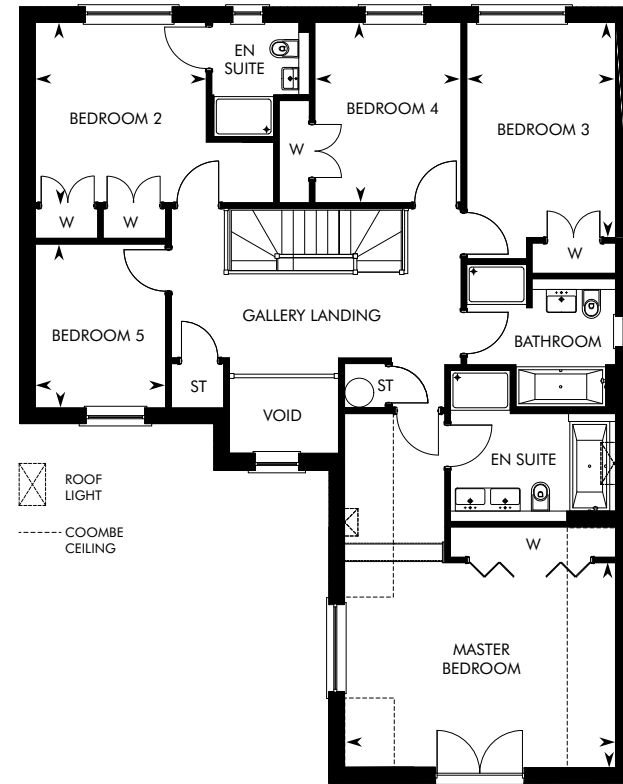 EN
SUITE
BEDROOM 2
BEDROOM 4
BEDROOM 3
W
W
W
W
BEDROOM 5
GALLERY LANDING
BATHROOM
ST
ST
VOID
EN SUITE
ROOF
LIGHT
COOMBE
CEILING
W
MASTER
BEDROOM